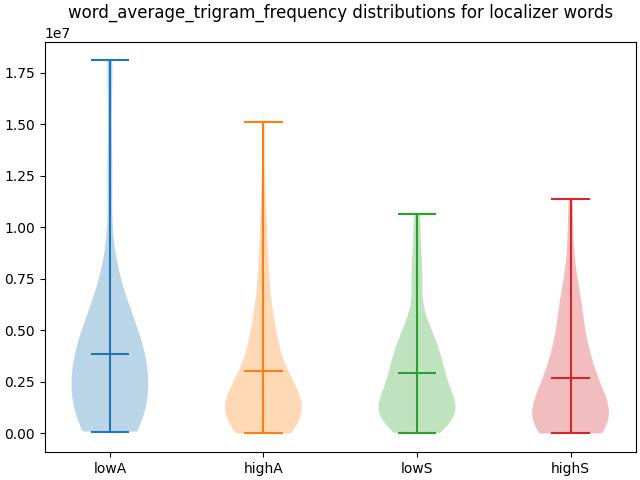 word_average_trigram_frequency distributions for localizer words
1e7
1.75
1.50
1.25
1.00
0.75
0.50
0.25
0.00
lowA highA lowS highS